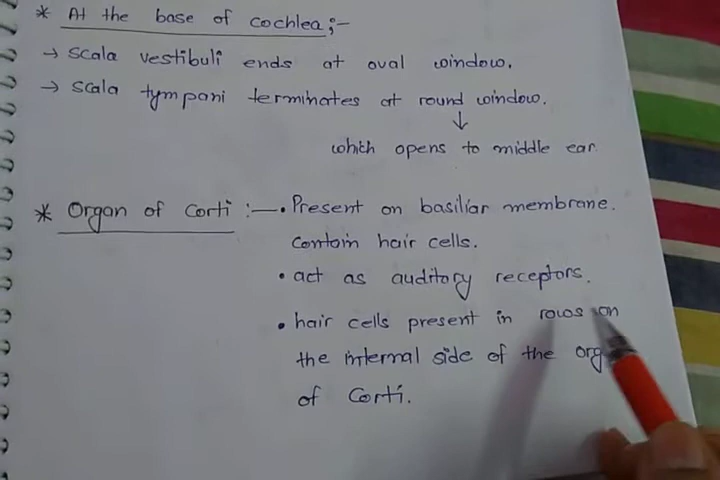 * At the base of cochlea;-
→ scala vestibuli ends at oval window.
→ scala tympani terminates at round window.
↓
which opens to middle ear.
* Organ of Corti :—• Present on basiliar membrane.
contain hair cells.
• act as auditory receptors.
• hair cells present in rows on
the internal side of the
of Corti.